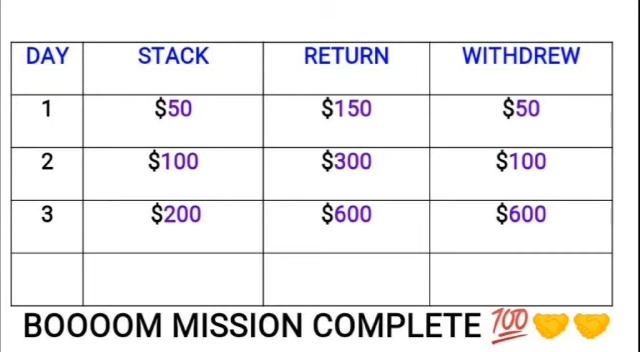 DAY STACK RETURN WITHDREW
1 $50 $150 $50
2 $100 $300 $100
3 $200 $600 $600
BOOOOM MISSION COMPLETE 💯🤝🤝